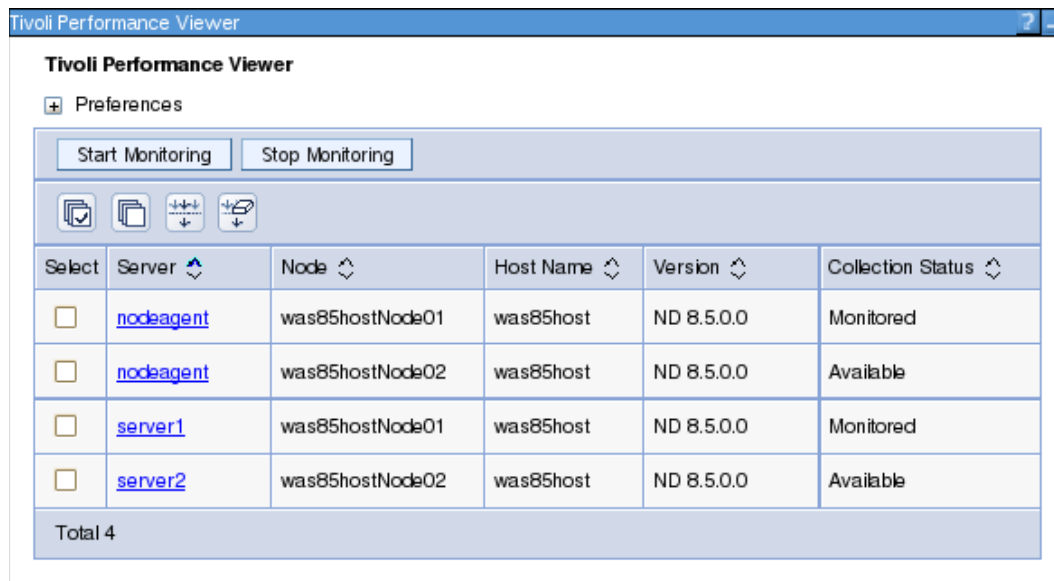 Tivoli Performance Viewer ? -
Tivoli Performance Viewer
+ Preferences
Start Monitoring Stop Monitoring
Select Server Node Host Name Version Collection Status
nodeagent was85hostNode01 was85host ND 8.5.0.0 Monitored
nodeagent was85hostNode02 was85host ND 8.5.0.0 Available
server1 was85hostNode01 was85host ND 8.5.0.0 Monitored
server2 was85hostNode02 was85host ND 8.5.0.0 Available
Total 4